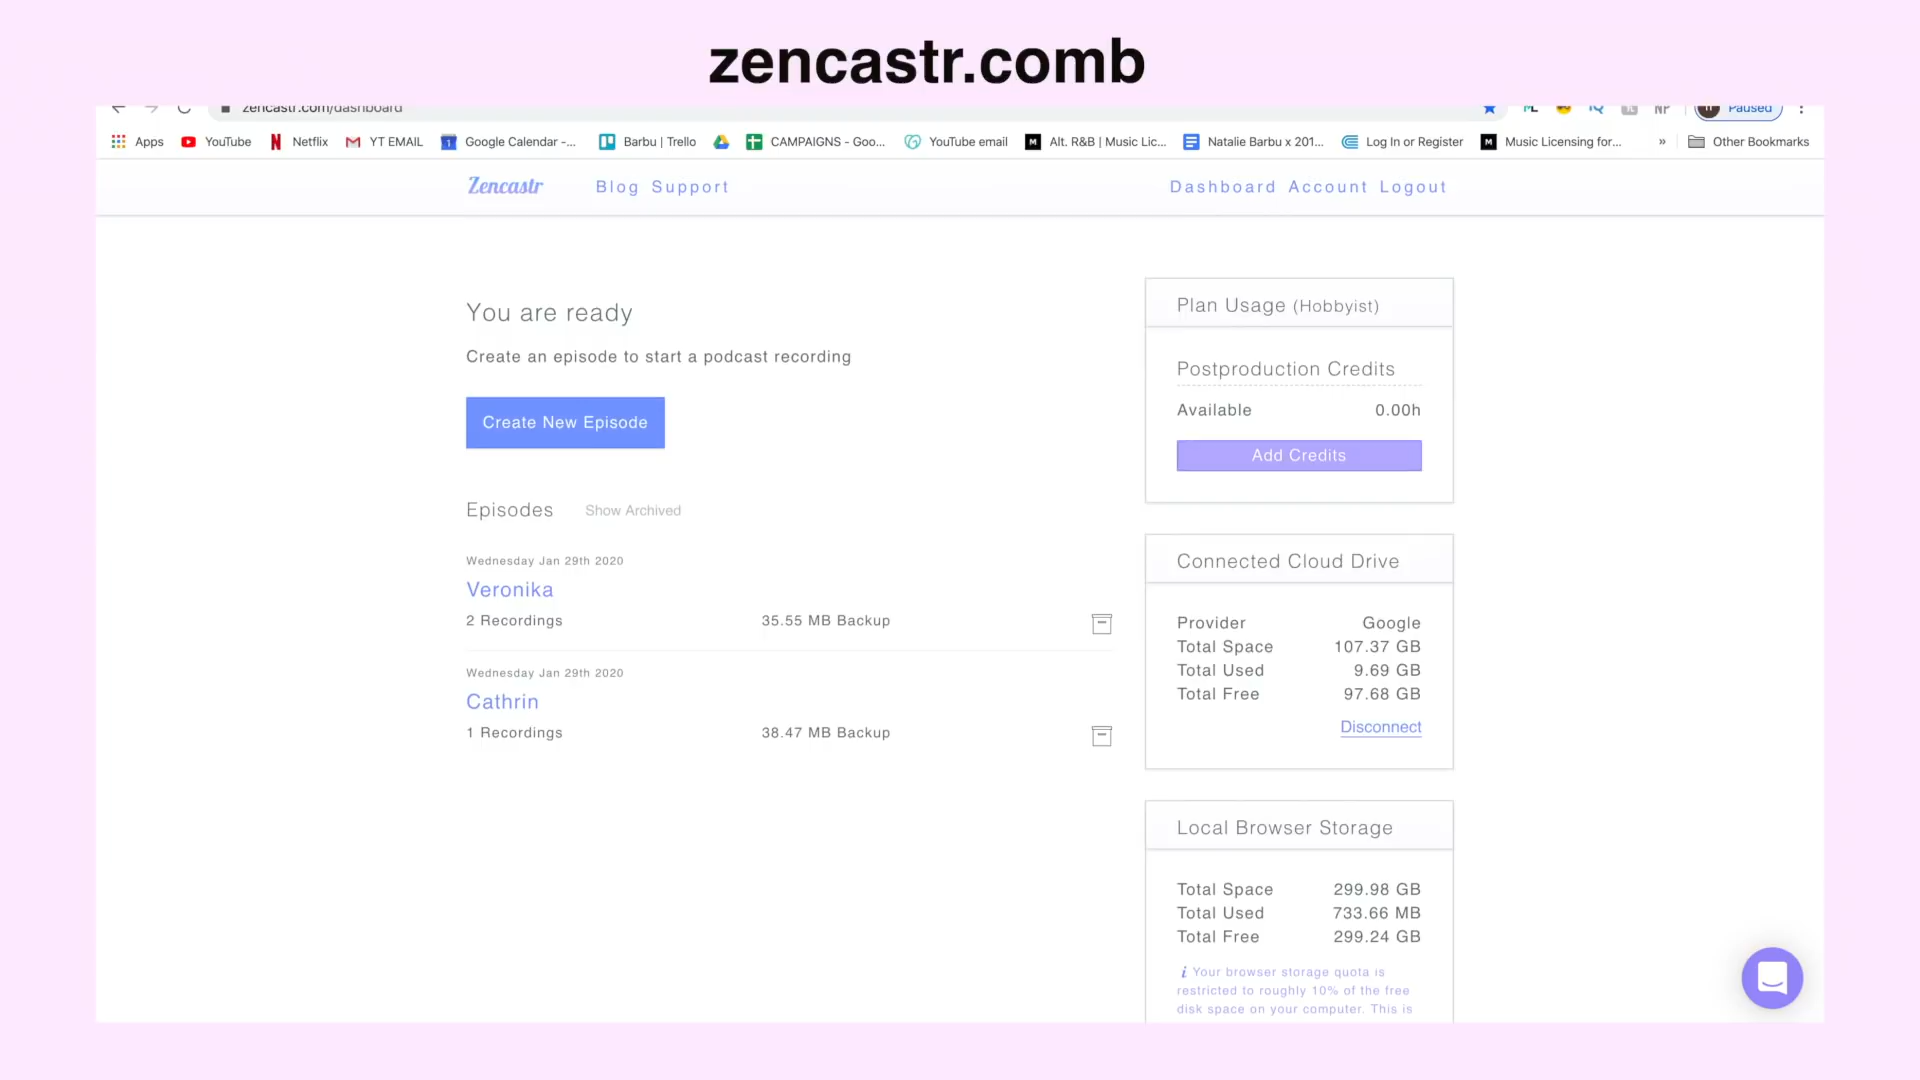 zencastr.comb
zencastr.com/dashboard
Paused
Apps YouTube Netflix YT EMAIL Google Calendar -... Barbu | Trello CAMPAIGNS - Goo... YouTube email Alt. R&B | Music Lic... Natalie Barbu x 201... Log In or Register Music Licensing for... » Other Bookmarks
Zencastr Blog Support Dashboard Account Logout
You are ready
Create an episode to start a podcast recording
Create New Episode
Episodes Show Archived
Wednesday Jan 29th 2020
Veronika
2 Recordings 35.55 MB Backup
Wednesday Jan 29th 2020
Cathrin
1 Recordings 38.47 MB Backup
Plan Usage (Hobbyist)
Postproduction Credits
Available 0.00h
Add Credits
Connected Cloud Drive
Provider Google
Total Space 107.37 GB
Total Used 9.69 GB
Total Free 97.68 GB
Disconnect
Local Browser Storage
Total Space 299.98 GB
Total Used 733.66 MB
Total Free 299.24 GB
i Your browser storage quota is
restricted to roughly 10% of the free
disk space on your computer. This is